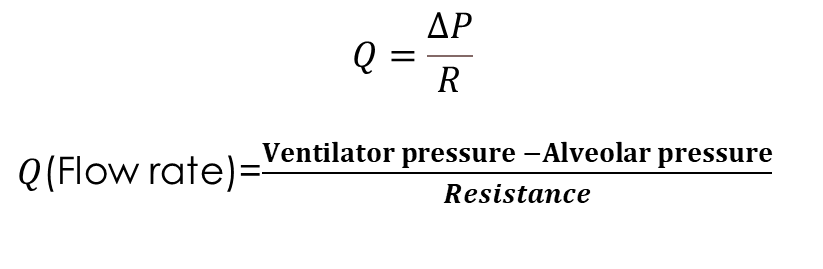 Q = ΔP / R
Q(Flow rate)= Ventilator pressure −Alveolar pressure / Resistance